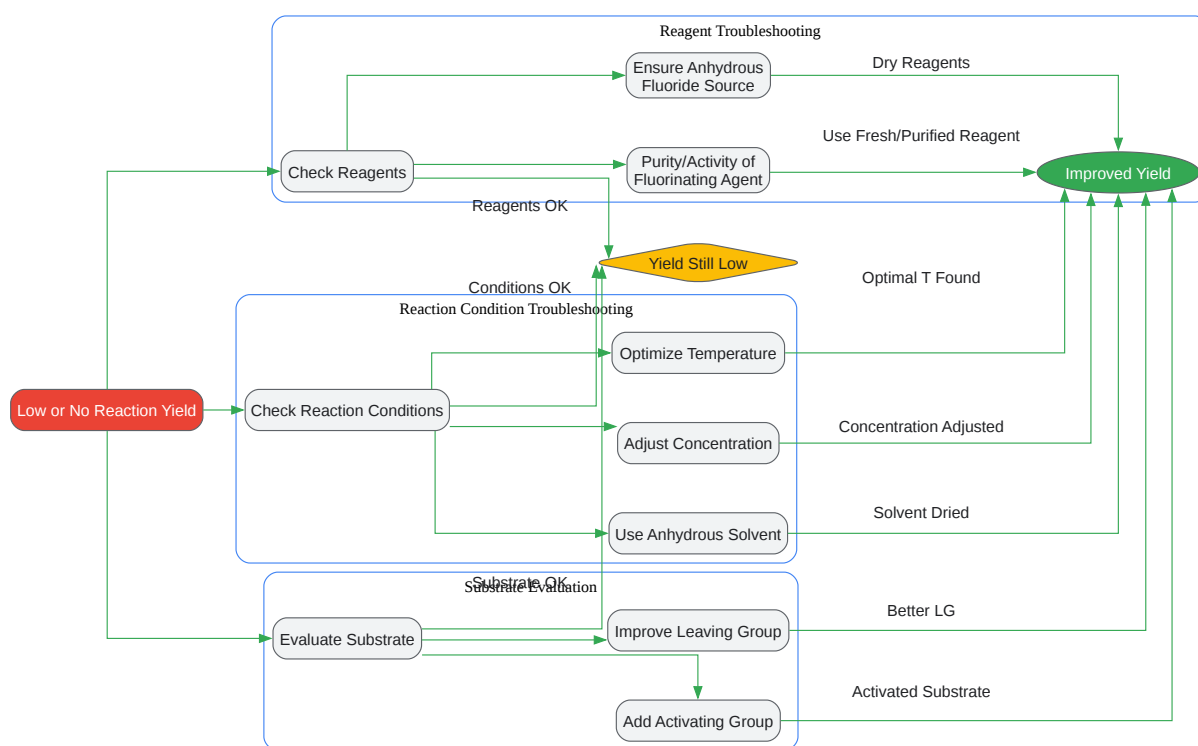 Reagent Troubleshooting
Ensure Anhydrous
Fluoride Source
Dry Reagents
Check Reagents
Purity/Activity of
Fluorinating Agent
Use Fresh/Purified Reagent
Improved Yield
Reagents OK
Yield Still Low
Conditions OK
Optimal T Found
Reaction Condition Troubleshooting
Optimize Temperature
Low or No Reaction Yield
Check Reaction Conditions
Adjust Concentration
Concentration Adjusted
Use Anhydrous Solvent
Solvent Dried
Substrate OK
Substrate Evaluation
Evaluate Substrate
Improve Leaving Group
Better LG
Add Activating Group
Activated Substrate